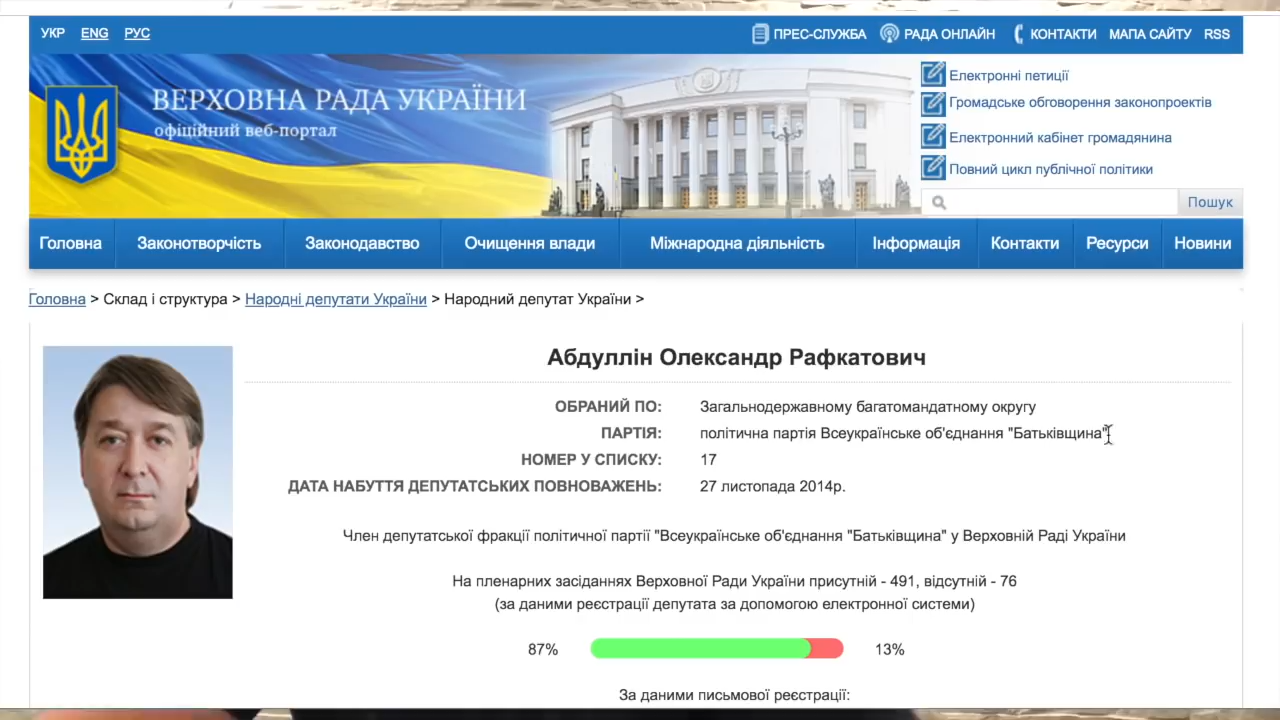 УКР ENG РУС
ПРЕС-СЛУЖБА РАДА ОНЛАЙН КОНТАКТИ МАПА САЙТУ RSS
ВЕРХОВНА РАДА УКРАЇНИ
офіційний веб-портал
Електронні петиції
Громадське обговорення законопроектів
Електронний кабінет громадянина
Повний цикл публічної політики
Пошук
Головна Законотворчість Законодавство Очищення влади Міжнародна діяльність Інформація Контакти Ресурси Новини
Головна > Склад і структура > Народні депутати України > Народний депутат України >
Абдуллін Олександр Рафкатович
ОБРАНИЙ ПО: Загальнодержавному багатомандатному округу
ПАРТІЯ: політична партія Всеукраїнське об'єднання "Батьківщина"
НОМЕР У СПИСКУ: 17
ДАТА НАБУТТЯ ДЕПУТАТСЬКИХ ПОВНОВАЖЕНЬ: 27 листопада 2014р.
Член депутатської фракції політичної партії "Всеукраїнське об'єднання "Батьківщина" у Верховній Раді України
На пленарних засіданнях Верховної Ради України присутній - 491, відсутній - 76
(за даними реєстрації депутата за допомогою електронної системи)
87% 13%
За даними письмової реєстрації: